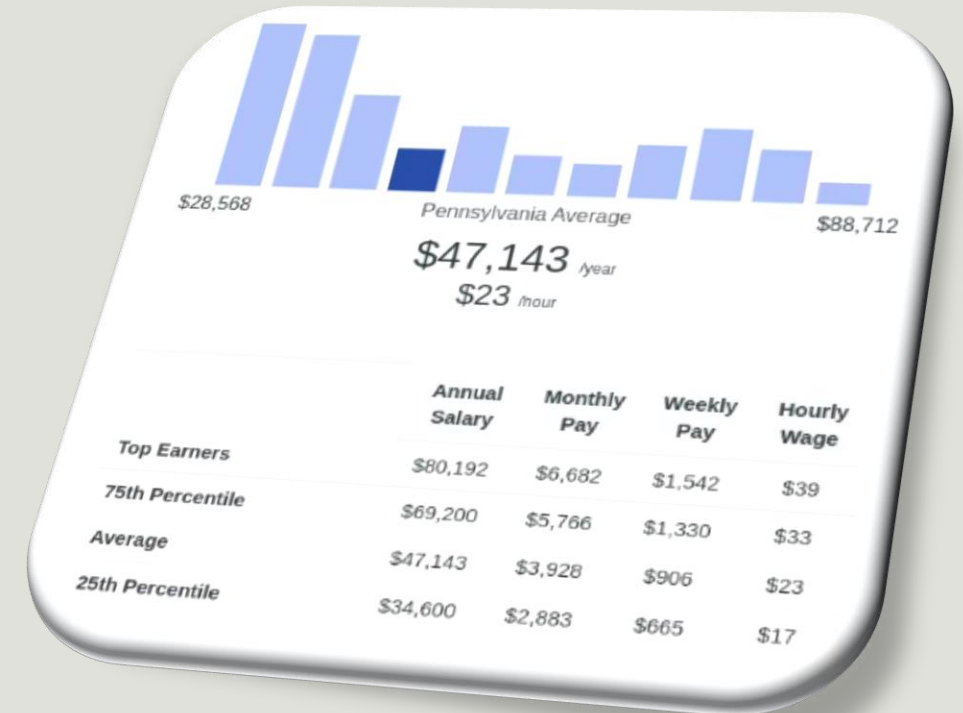 $28,568
$88,712
Pennsylvania Average
$47,143 /year
$23 /hour
Annual Salary Monthly Pay Weekly Pay Hourly Wage
Top Earners $80,192 $6,682 $1,542 $39
75th Percentile $69,200 $5,766 $1,330 $33
Average $47,143 $3,928 $906 $23
25th Percentile $34,600 $2,883 $665 $17